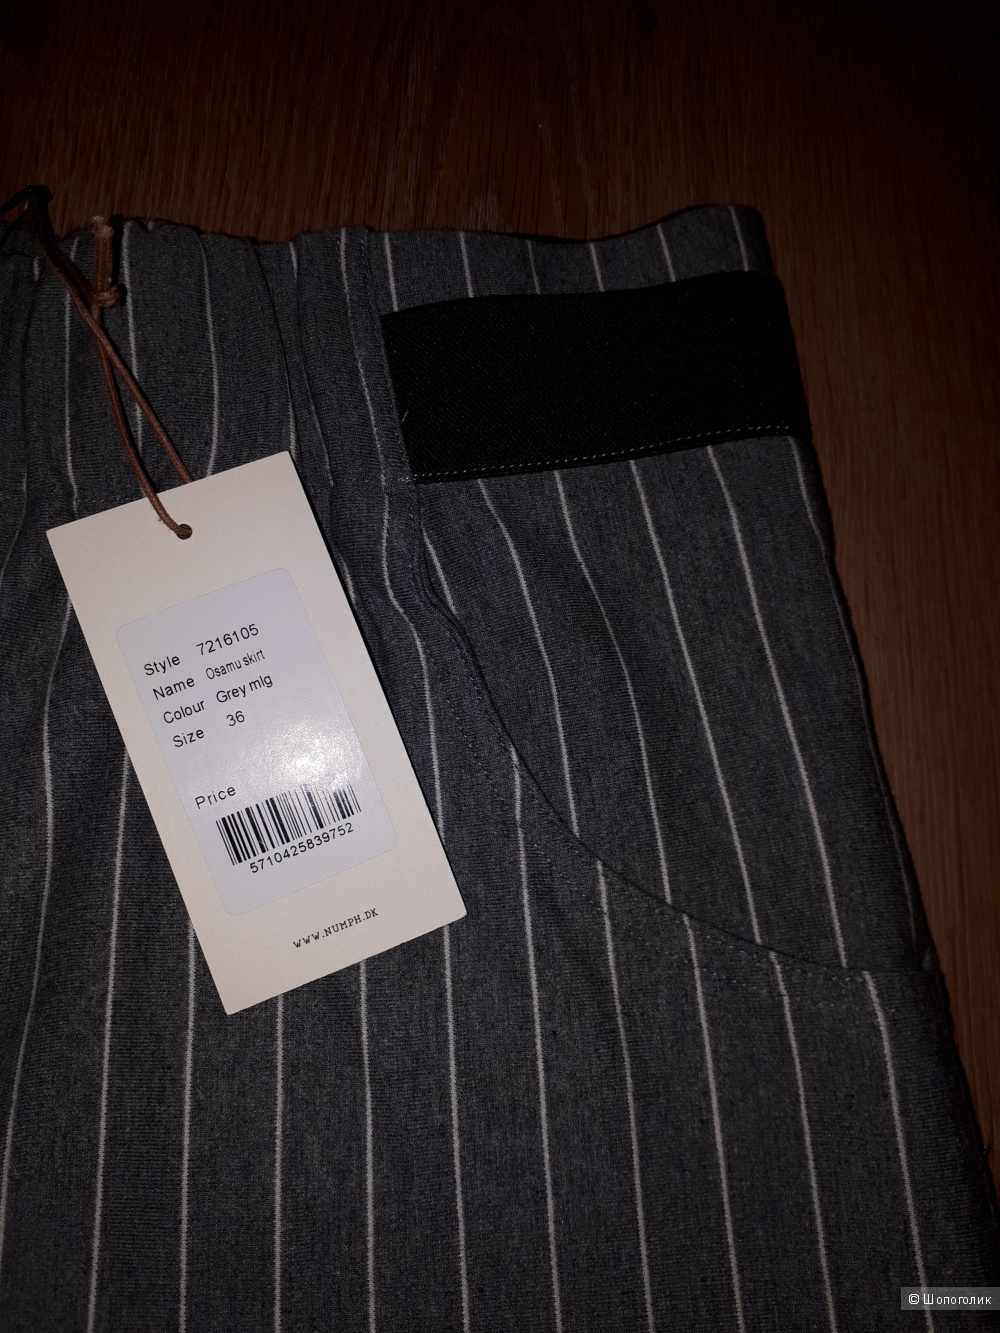 Style 7216105
Name Osamu skirt
Colour Grey mlg
Size 36
Price
5710425839752
WWW.NUMPH.DK
© Шопоголик